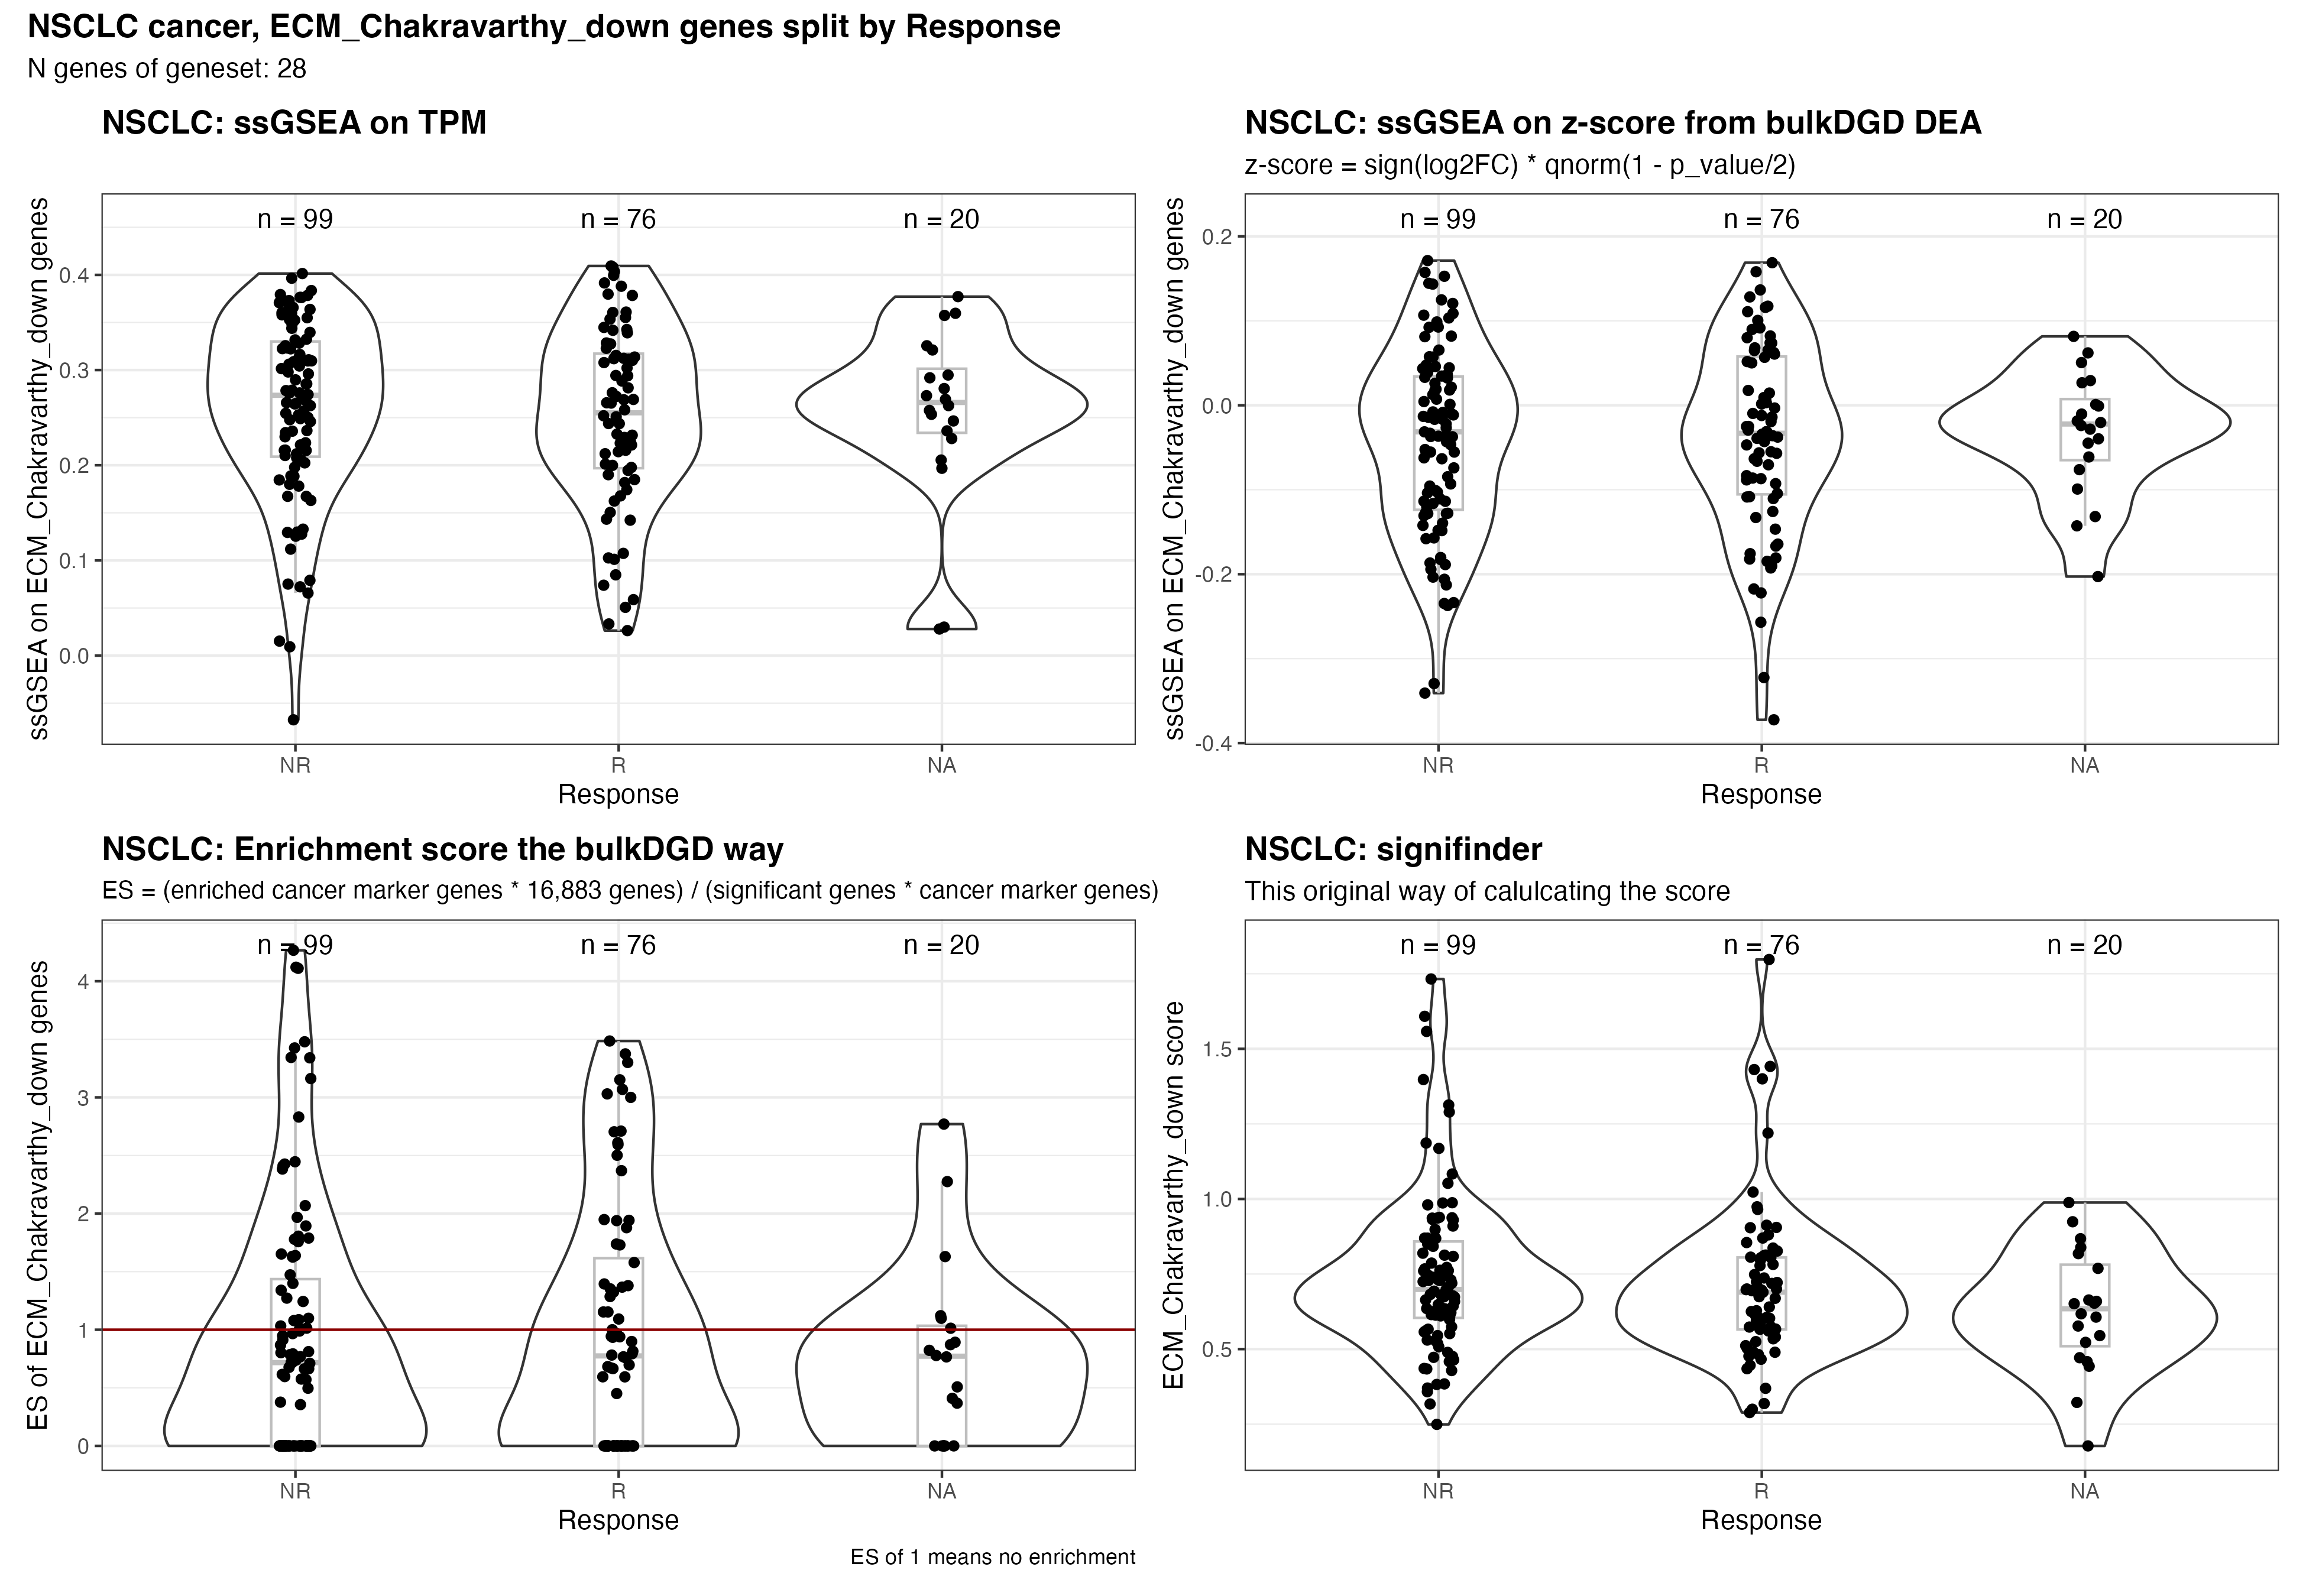 NSCLC cancer, ECM_Chakravarthy_down genes split by Response
N genes of geneset: 28
NSCLC: ssGSEA on TPM
ssGSEA on ECM_Chakravarthy_down genes
n = 99
n = 76
n = 20
0.4
0.3
0.2
0.1
0.0
NR
R
NA
Response
NSCLC: ssGSEA on z-score from bulkDGD DEA
z-score = sign(log2FC) * qnorm(1 - p_value/2)
ssGSEA on ECM_Chakravarthy_down genes
n = 99
n = 76
n = 20
0.2
0.0
-0.2
-0.4
NR
R
NA
Response
NSCLC: Enrichment score the bulkDGD way
ES = (enriched cancer marker genes * 16,883 genes) / (significant genes * cancer marker genes)
ES of ECM_Chakravarthy_down genes
n = 99
n = 76
n = 20
4
3
2
1
0
NR
R
NA
Response
ES of 1 means no enrichment
NSCLC: signifinder
This original way of calulcating the score
ECM_Chakravarthy_down score
n = 99
n = 76
n = 20
1.5
1.0
0.5
NR
R
NA
Response